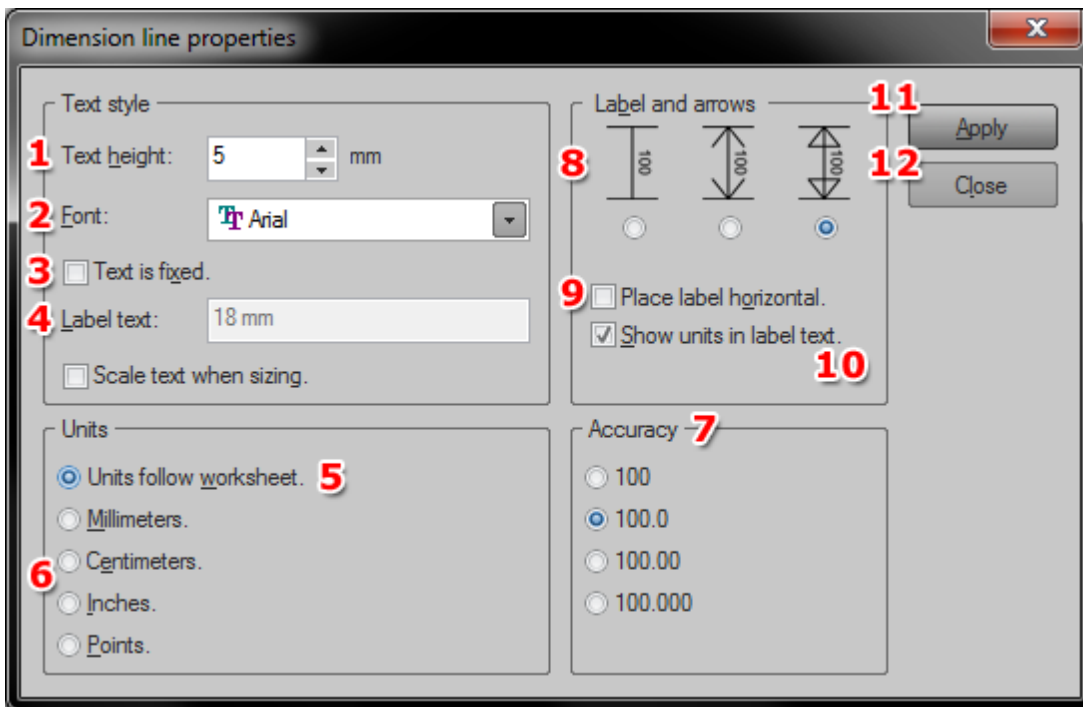 Dimension line properties
Text style
1 Text height: 5 mm
2 Font: Arial
3 Text is fixed.
4 Label text: 18 mm
Scale text when sizing.
Label and arrows
8 100 100 100
9 Place label horizontal.
Show units in label text.
10
11 Apply
12 Close
Units
Units follow worksheet. 5
Millimeters.
6 Centimeters.
Inches.
Points.
Accuracy 7
100
100.0
100.00
100.000